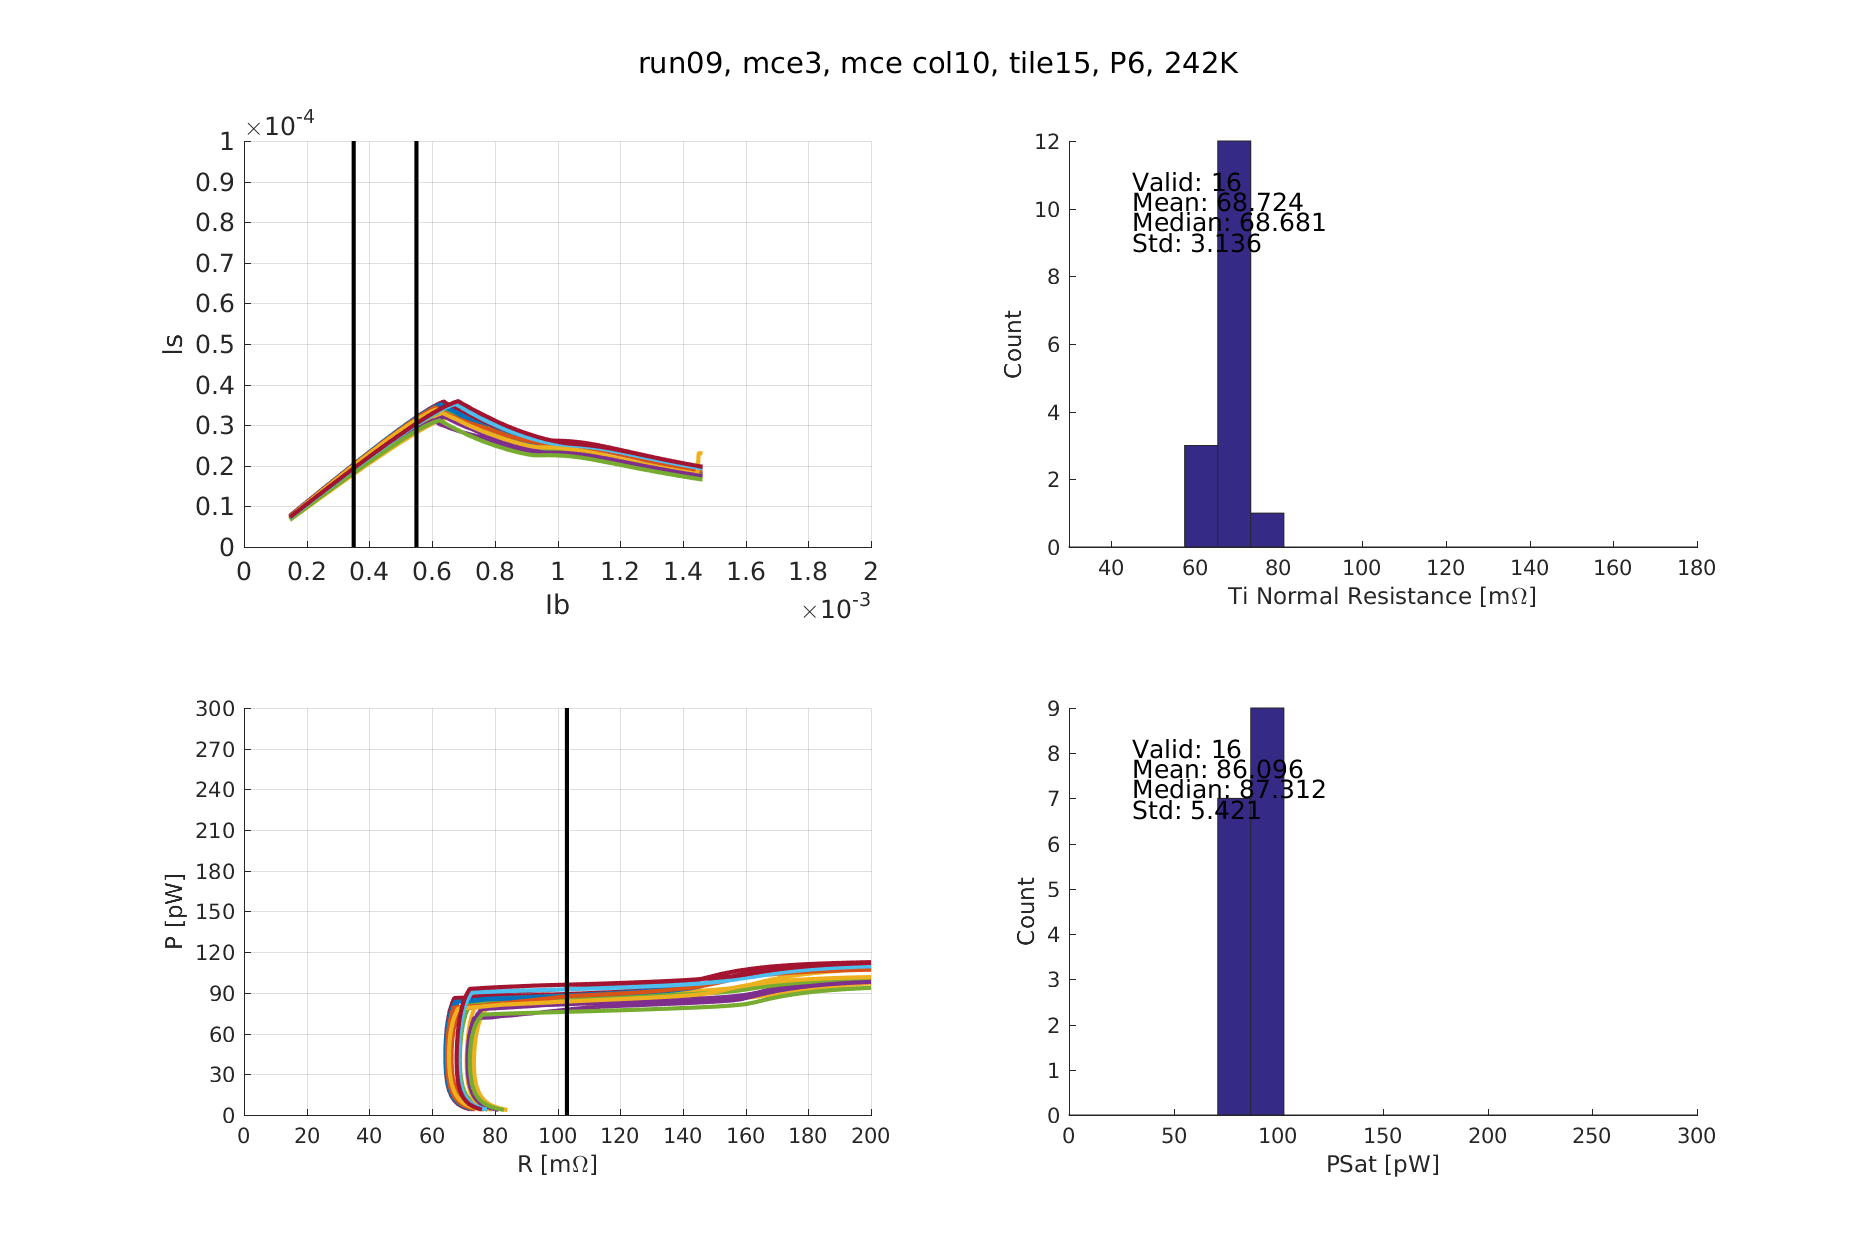 run09, mce3, mce col10, tile15, P6, 242K
×10-4
1
0.9
0.8
0.7
0.6
0.5
0.4
0.3
0.2
0.1
0
Is
0 0.2 0.4 0.6 0.8 1 1.2 1.4 1.6 1.8 2
Ib
×10-3
12
10
8
6
4
2
0
Count
Valid: 16
Mean: 68.724
Median: 68.681
Std: 3.136
40 60 80 100 120 140 160 180
Ti Normal Resistance [mΩ]
300
270
240
210
180
150
120
90
60
30
0
P [pW]
0 20 40 60 80 100 120 140 160 180 200
R [mΩ]
9
8
7
6
5
4
3
2
1
0
Count
Valid: 16
Mean: 86.096
Median: 87.312
Std: 5.421
0 50 100 150 200 250 300
PSat [pW]